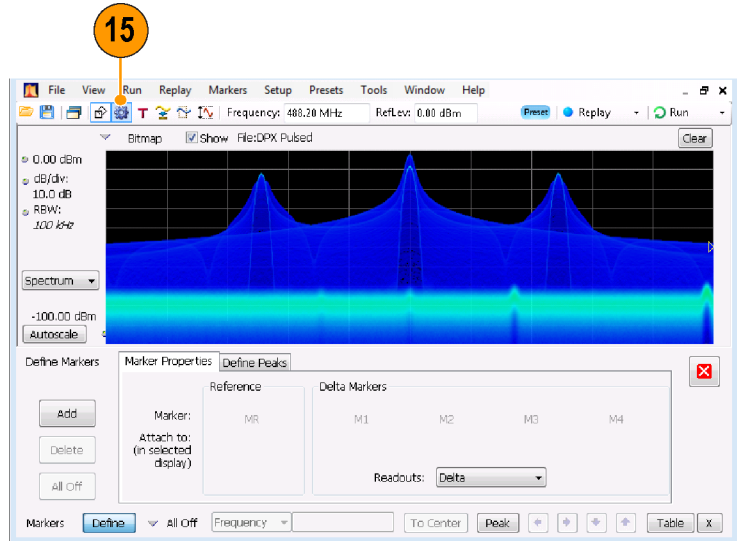 15
File View Run Replay Markers Setup Presets Tools Window Help
T Frequency: 488.20 MHz RefLev: 0.00 dBm Preset Replay Run
Bitmap Show File:DPX Pulsed Clear
0.00 dBm
dB/div:
10.0 dB
RBW:
100 kHz
Spectrum
-100.00 dBm
Autoscale
Define Markers Marker Properties Define Peaks
Reference Delta Markers
Add Marker: MR M1 M2 M3 M4
Attach to:
Delete (in selected
display)
Readouts: Delta
All Off
Markers Define All Off Frequency To Center Peak Table X